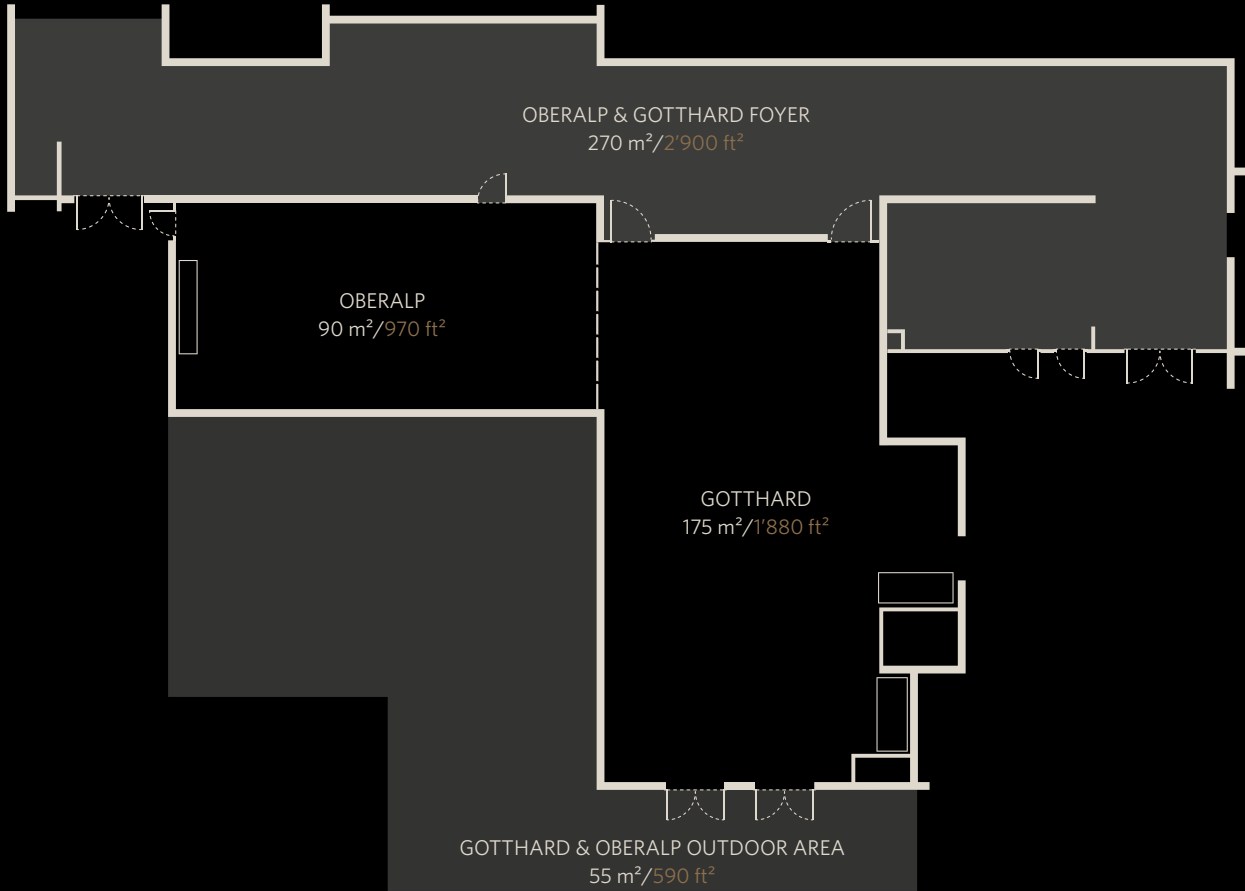 OBERALP & GOTTHARD FOYER
270 m²/2’900 ft²
OBERALP
90 m²/970 ft²
GOTTHARD
175 m²/1’880 ft²
GOTTHARD & OBERALP OUTDOOR AREA
55 m²/590 ft²